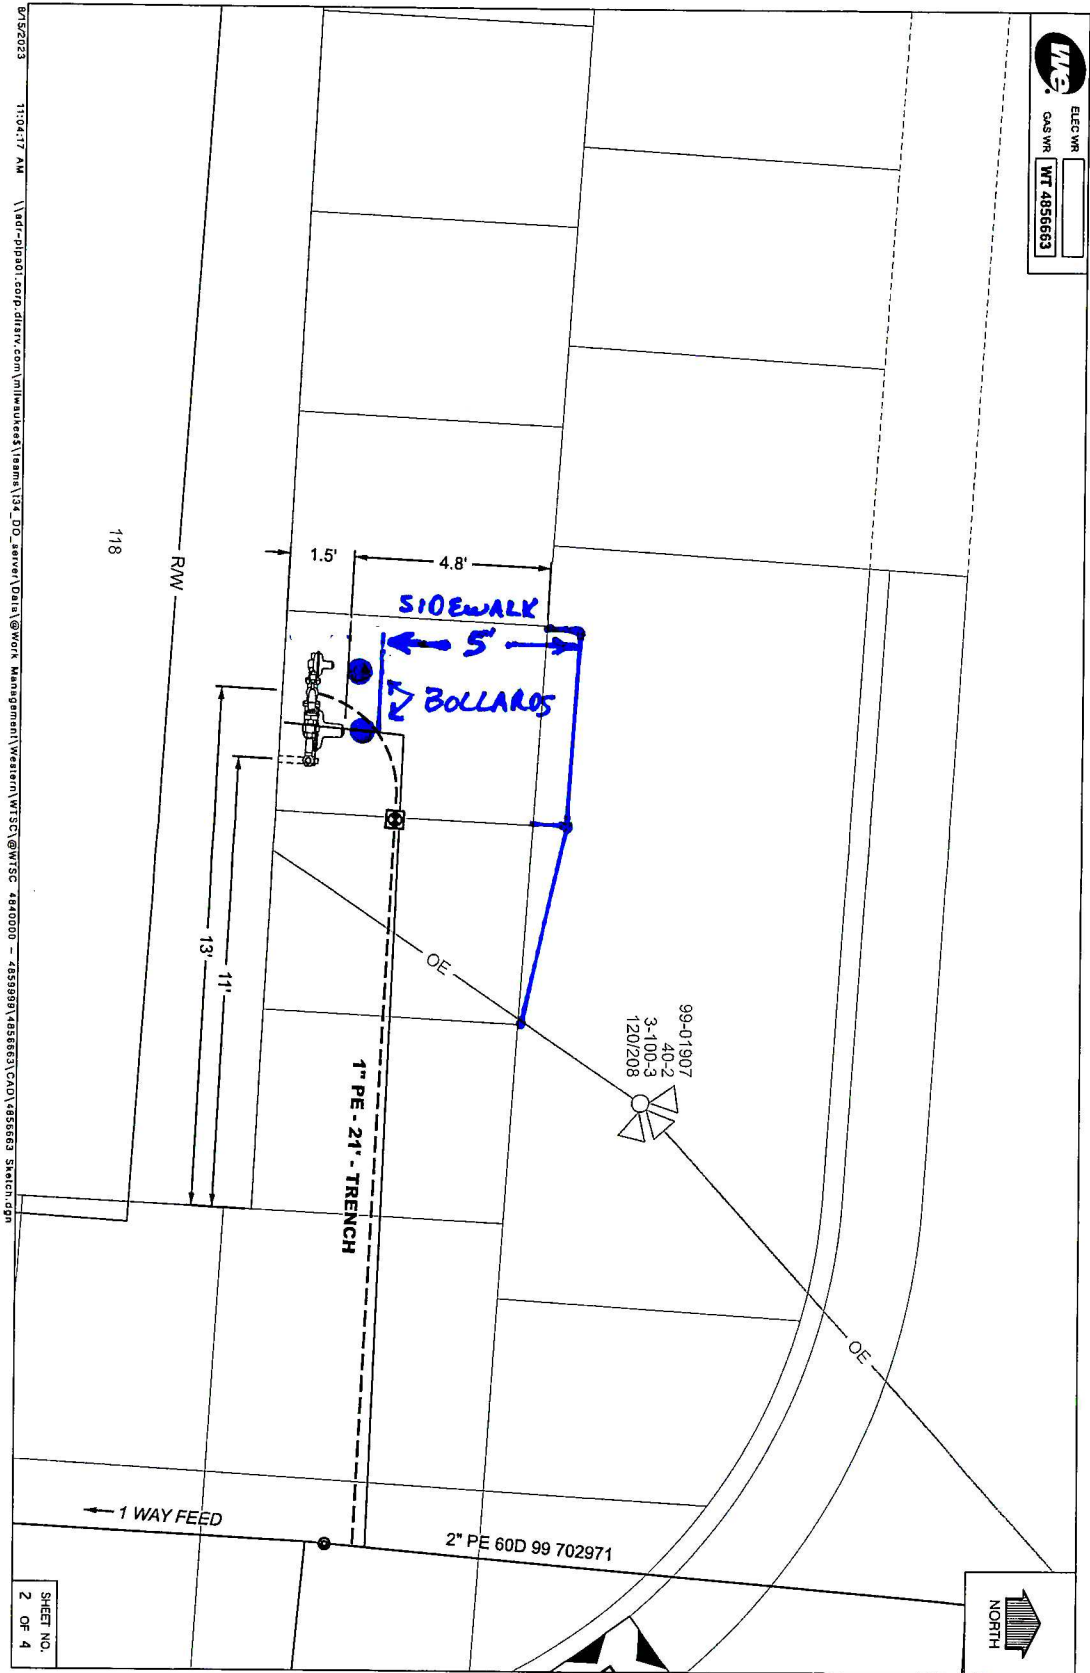 We
ELEC WR
GAS WR WT 4856663
99-01907
40-2
3-100-3
120/208
OE
OE
NORTH
1.5'
4.8'
SIDEWALK
5'
BOLLARDS
R/W
118
13'
11'
1" PE - 21' - TRENCH
1 WAY FEED
2" PE 60D 99 702971
SHEET NO.
2 OF 4
8/15/2023 11:04:17 AM